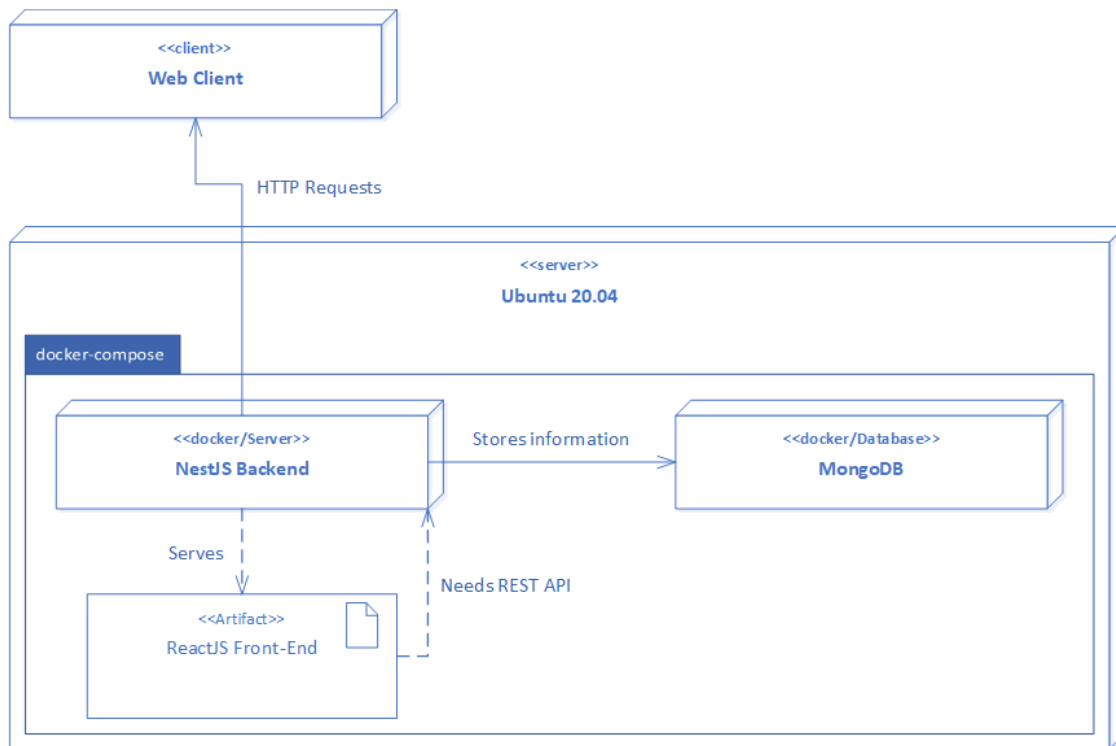 <<client>>
Web Client
HTTP Requests
<<server>>
Ubuntu 20.04
docker-compose
<<docker/Server>>
NestJS Backend
Stores information
<<docker/Database>>
MongoDB
Serves
Needs REST API
<<Artifact>>
ReactJS Front-End